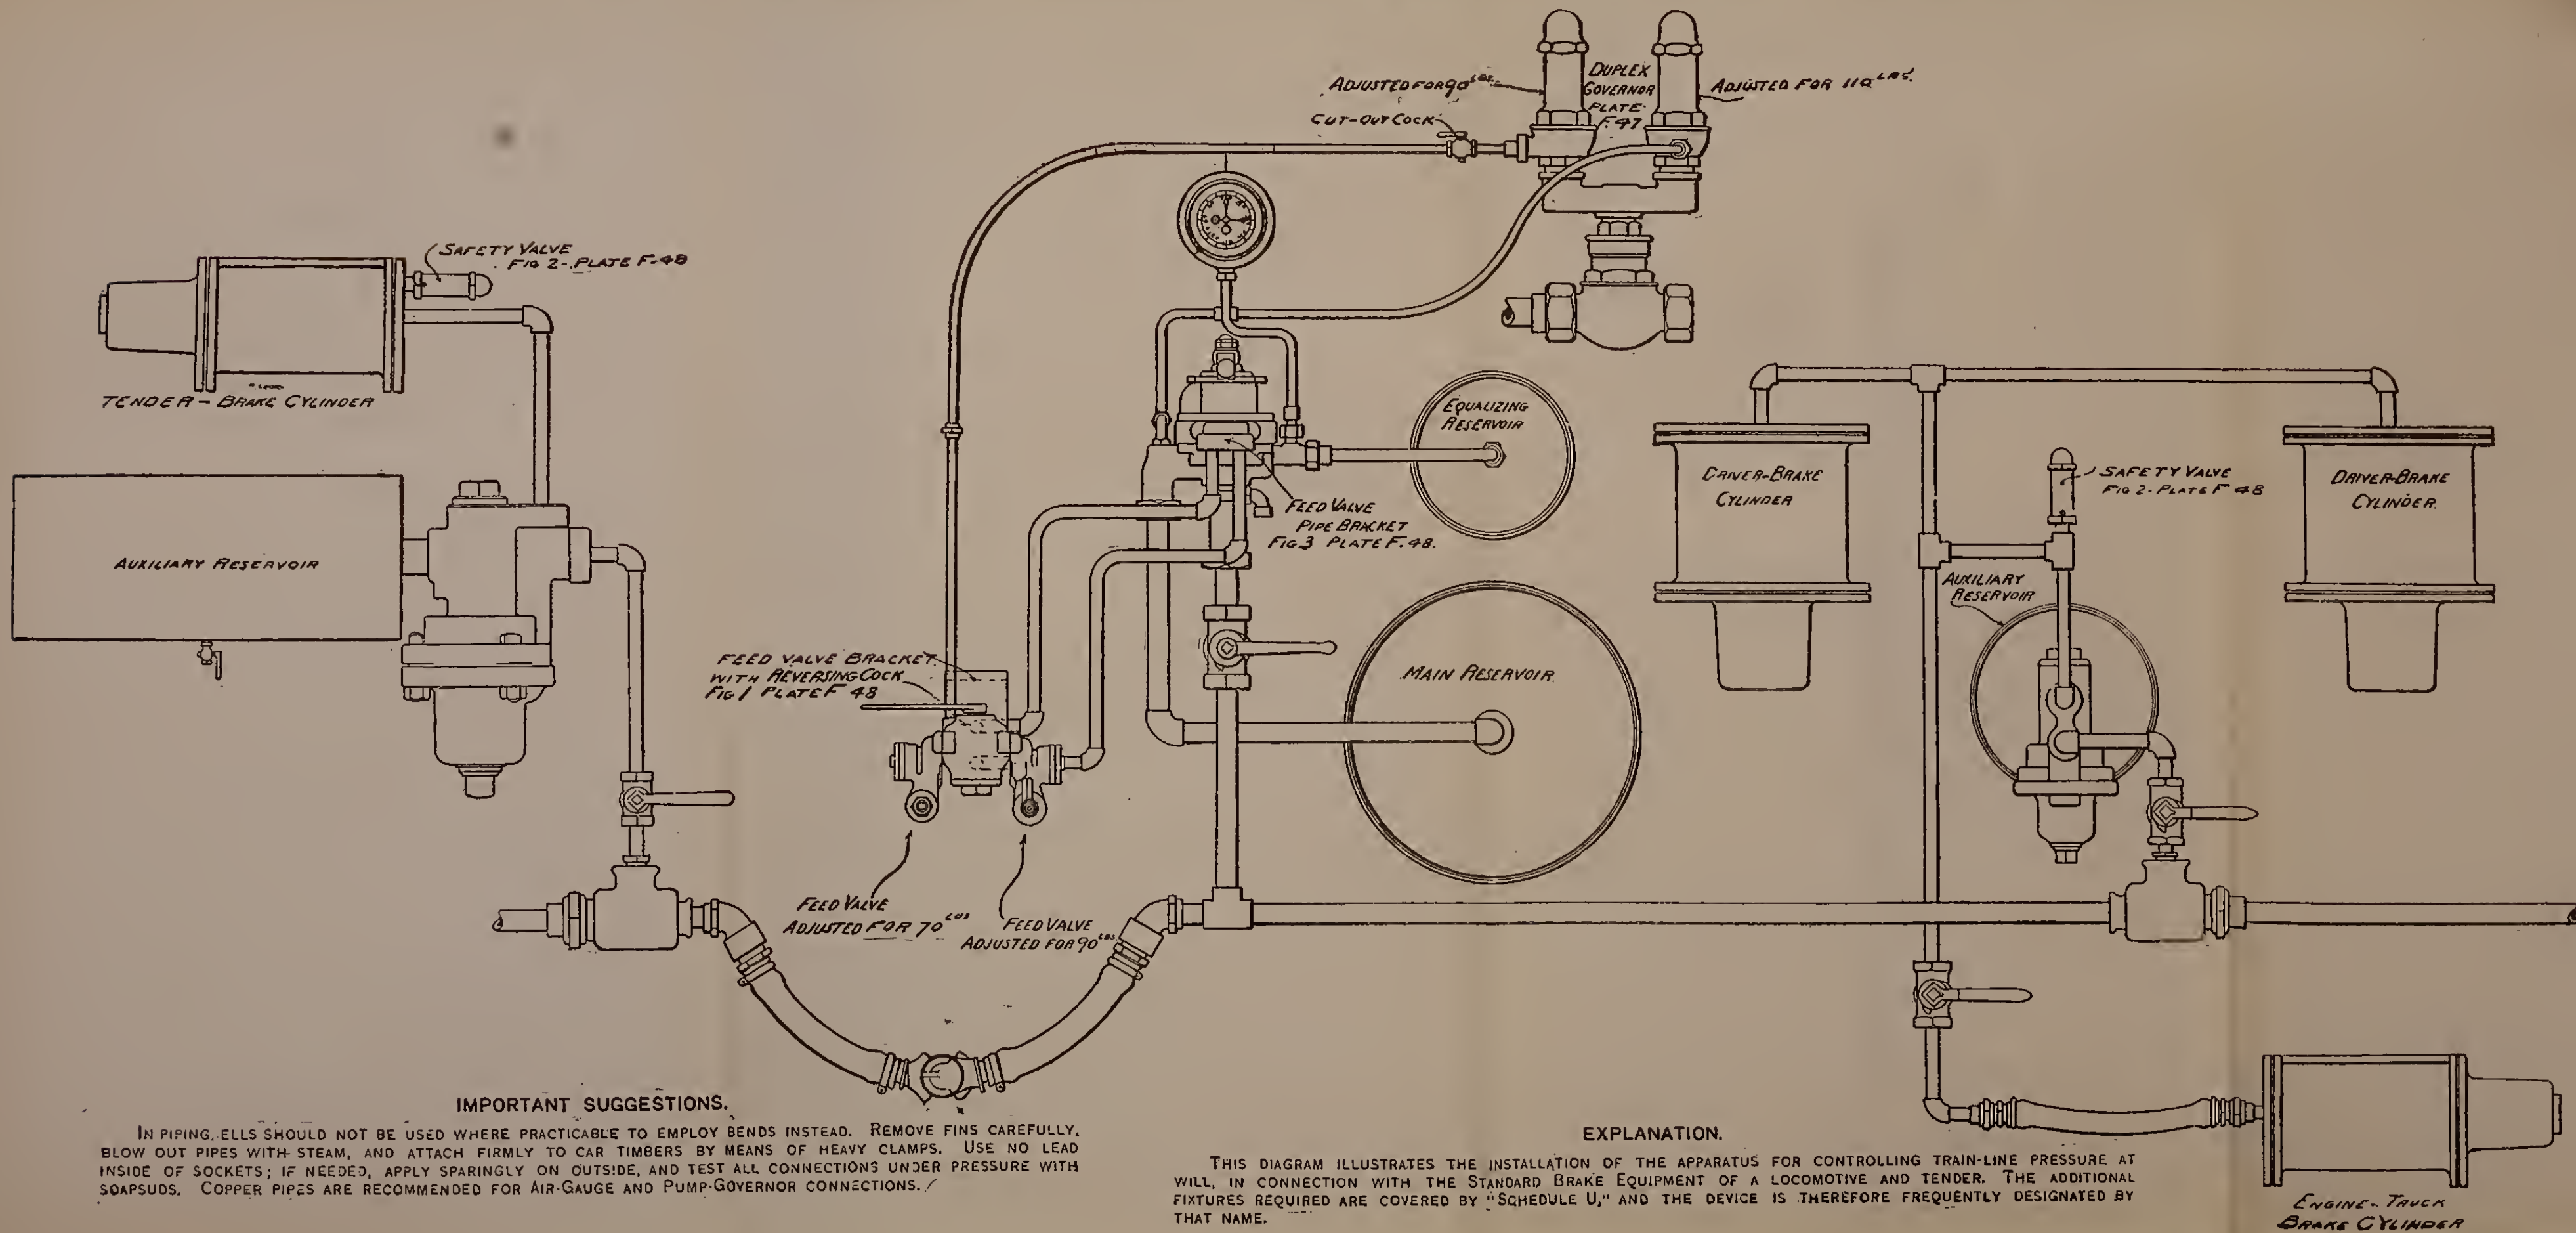 ADJUSTED FOR 90 LBS.
CUT-OUT COCK
DUPLEX
GOVERNOR
PLATE
F.47
ADJUSTED FOR 110 LBS.
SAFETY VALVE
FIG 2-PLATE F-48
TENDER-BRAKE CYLINDER
AUXILIARY RESERVOIR
EQUALIZING
RESERVOIR
FEED VALVE
PIPE BRACKET
FIG 3 PLATE F.48.
DRIVER-BRAKE
CYLINDER
SAFETY VALVE
FIG 2-PLATE F 48
DRIVER-BRAKE
CYLINDER.
AUXILIARY
RESERVOIR
MAIN RESERVOIR.
FEED VALVE BRACKET
WITH REVERSING COCK
FIG 1 PLATE F 48
FEED VALVE
ADJUSTED FOR 70 LBS
FEED VALVE
ADJUSTED FOR 90 LBS.
IMPORTANT SUGGESTIONS.
IN PIPING, ELLS SHOULD NOT BE USED WHERE PRACTICABLE TO EMPLOY BENDS INSTEAD. REMOVE FINS CAREFULLY,
BLOW OUT PIPES WITH STEAM, AND ATTACH FIRMLY TO CAR TIMBERS BY MEANS OF HEAVY CLAMPS. USE NO LEAD
INSIDE OF SOCKETS; IF NEEDED, APPLY SPARINGLY ON OUTSIDE, AND TEST ALL CONNECTIONS UNDER PRESSURE WITH
SOAPSUDS. COPPER PIPES ARE RECOMMENDED FOR AIR-GAUGE AND PUMP-GOVERNOR CONNECTIONS.
EXPLANATION.
THIS DIAGRAM ILLUSTRATES THE INSTALLATION OF THE APPARATUS FOR CONTROLLING TRAIN-LINE PRESSURE AT
WILL, IN CONNECTION WITH THE STANDARD BRAKE EQUIPMENT OF A LOCOMOTIVE AND TENDER. THE ADDITIONAL
FIXTURES REQUIRED ARE COVERED BY "SCHEDULE U," AND THE DEVICE IS THEREFORE FREQUENTLY DESIGNATED BY
THAT NAME.
ENGINE-TRUCK
BRAKE CYLINDER